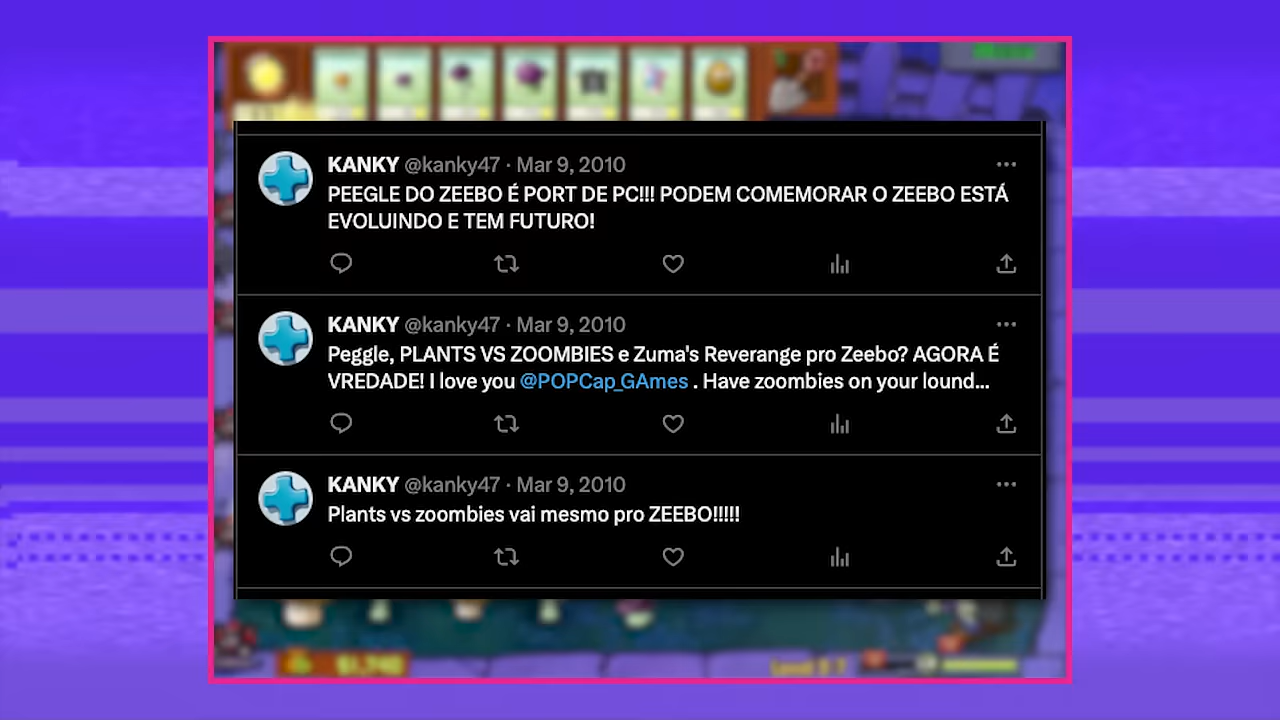 KANKY @kanky47 · Mar 9, 2010
PEEGLE DO ZEEBO É PORT DE PC!!! PODEM COMEMORAR O ZEEBO ESTÁ
EVOLUINDO E TEM FUTURO!
KANKY @kanky47 · Mar 9, 2010
Peggle, PLANTS VS ZOOMBIES e Zuma's Reverange pro Zeebo? AGORA É
VREDADE! I love you @POPCap_GAmes . Have zoombies on your lound...
KANKY @kanky47 · Mar 9, 2010
Plants vs zoombies vai mesmo pro ZEEBO!!!!!